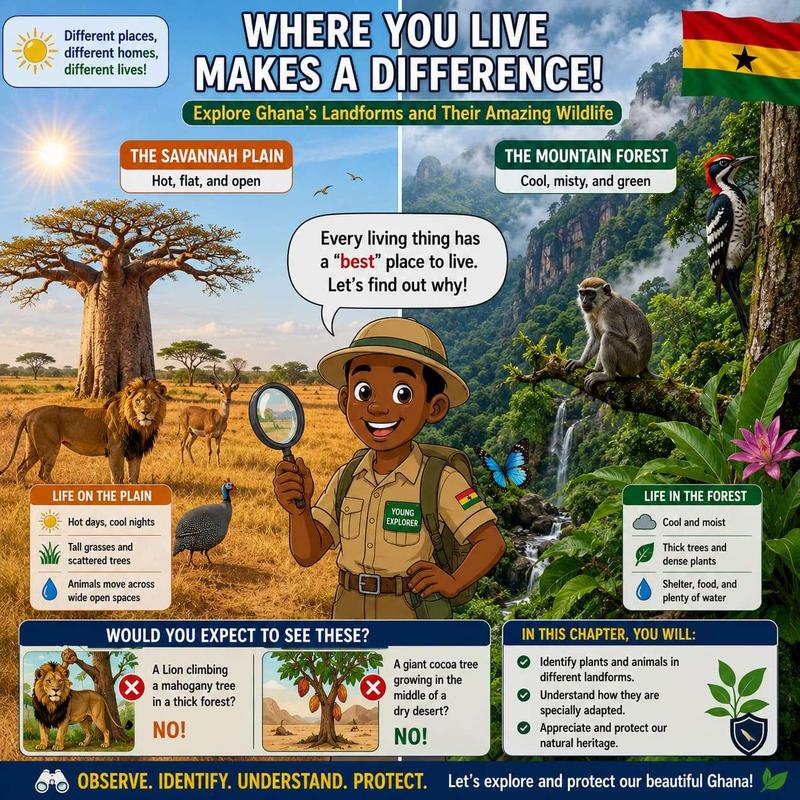 Different places,
different homes,
different lives!
WHERE YOU LIVE
MAKES A DIFFERENCE!
Explore Ghana's Landforms and Their Amazing Wildlife
THE SAVANNAH PLAIN
Hot, flat, and open
THE MOUNTAIN FOREST
Cool, misty, and green
Every living thing has
a "best" place to live.
Let's find out why!
YOUNG
EXPLORER
LIFE ON THE PLAIN
Hot days, cool nights
Tall grasses and
scattered trees
Animals move across
wide open spaces
LIFE IN THE FOREST
Cool and moist
Thick trees and
dense plants
Shelter, food, and
plenty of water
WOULD YOU EXPECT TO SEE THESE?
A Lion climbing
a mahogany tree
in a thick forest?
NO!
A giant cocoa tree
growing in the
middle of a
dry desert?
NO!
IN THIS CHAPTER, YOU WILL:
Identify plants and animals in
different landforms.
Understand how they are
specially adapted.
Appreciate and protect our
natural heritage.
OBSERVE. IDENTIFY. UNDERSTAND. PROTECT.
Let's explore and protect our beautiful Ghana!